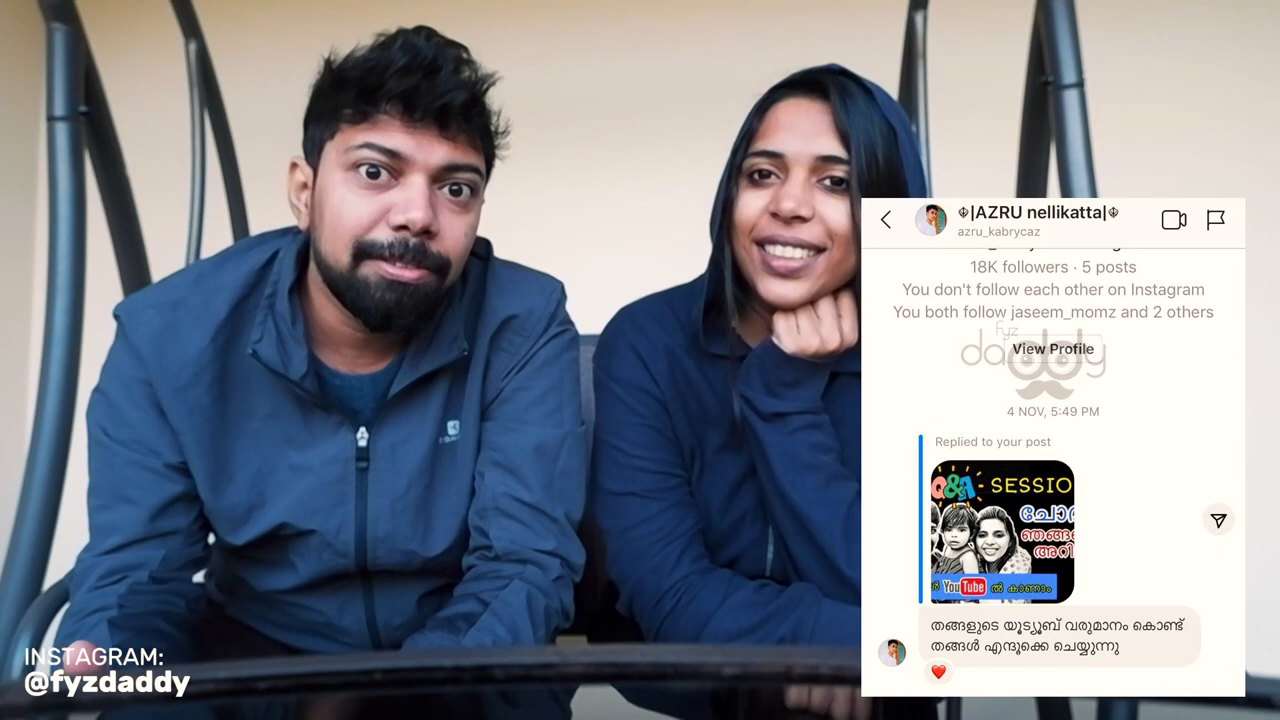 ☬|AZRU nellikatta|☬
azru_kabrycaz
18K followers · 5 posts
You don't follow each other on Instagram
You both follow jaseem_momz and 2 others
fyz
daddy
View Profile
4 NOV, 5:49 PM
Replied to your post
Q&A SESSIO
YouTube ൽ കാണാം
തങ്ങളുടെ യൂട്യൂബ് വരുമാനം കൊണ്ട്
തങ്ങൾ എന്തൂക്കെ ചെയ്യുന്നു
INSTAGRAM:
@fyzdaddy